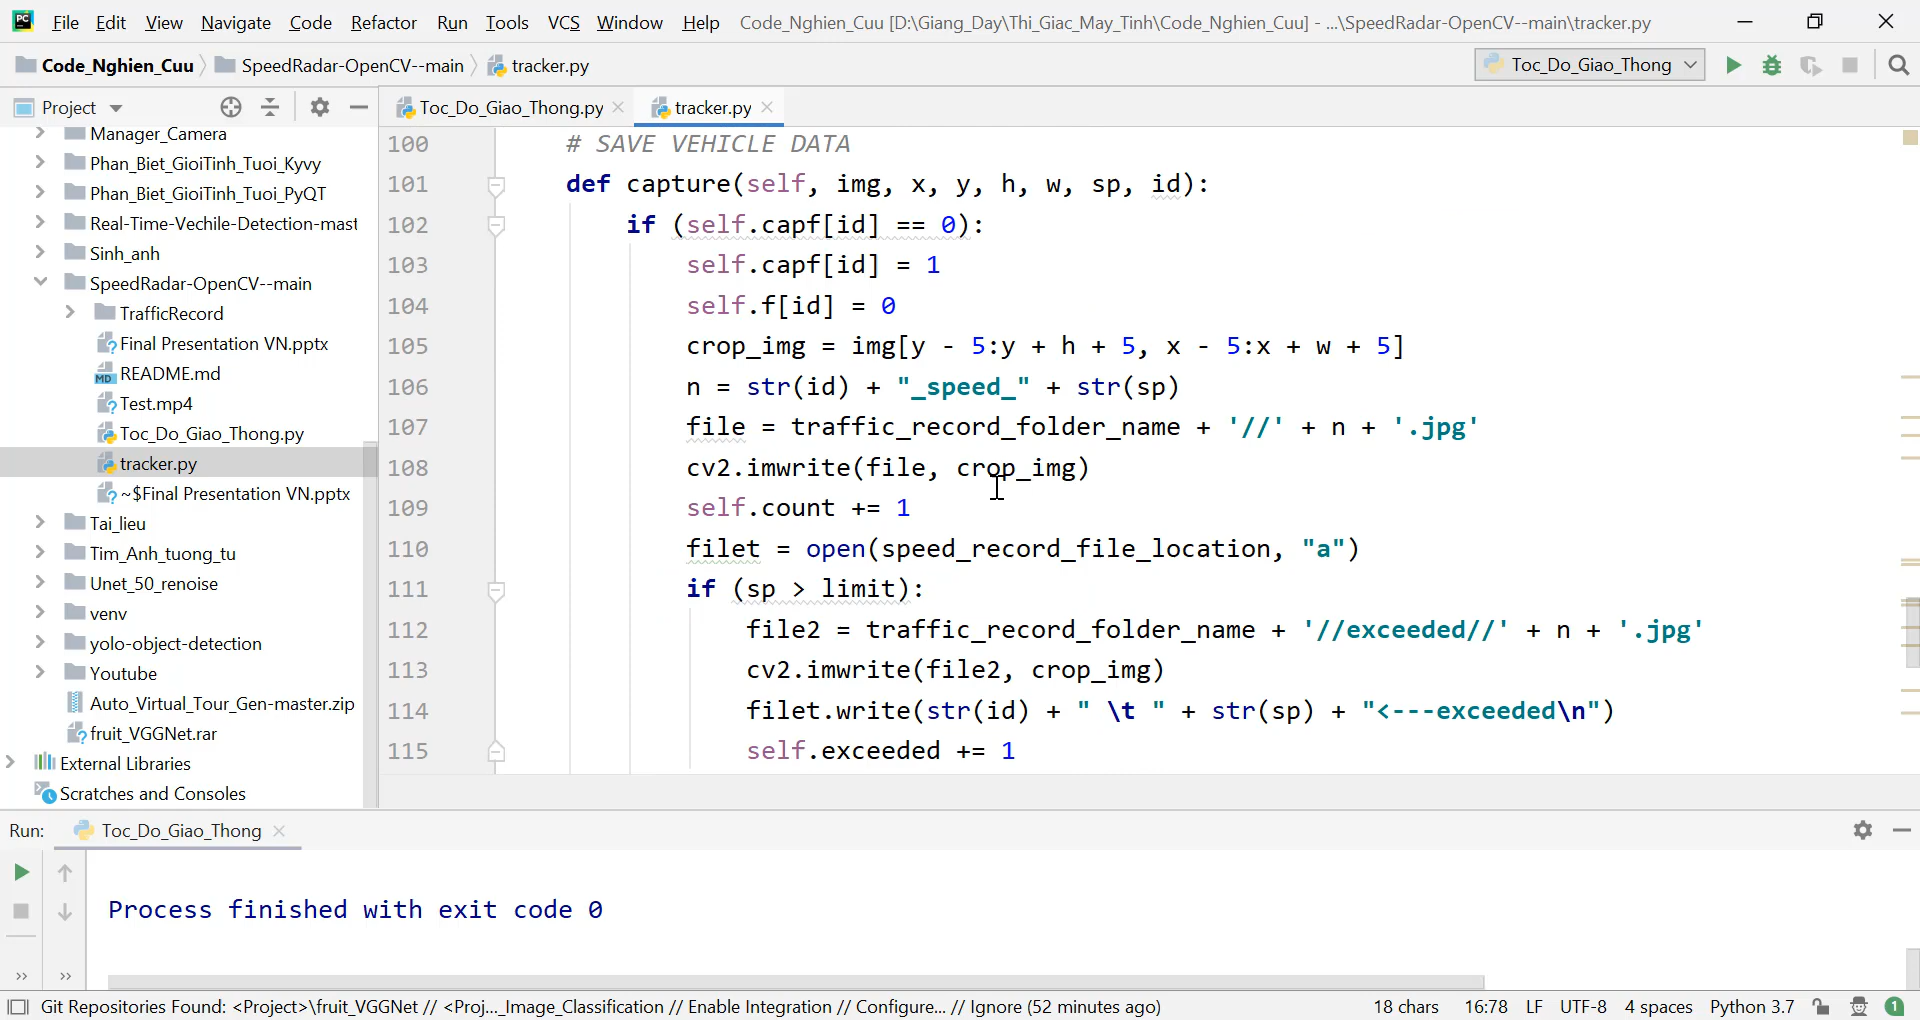 File Edit View Navigate Code Refactor Run Tools VCS Window Help Code_Nghien_Cuu [D:\Giang_Day\Thi_Giac_May_Tinh\Code_Nghien_Cuu] - ...\SpeedRadar-OpenCV--main\tracker.py
Code_Nghien_Cuu SpeedRadar-OpenCV--main tracker.py Toc_Do_Giao_Thong
Project Toc_Do_Giao_Thong.py tracker.py
Manager_Camera
Phan_Biet_GioiTinh_Tuoi_Kyvy
Phan_Biet_GioiTinh_Tuoi_PyQT
Real-Time-Vechile-Detection-mast
Sinh_anh
SpeedRadar-OpenCV--main
TrafficRecord
Final Presentation VN.pptx
README.md
Test.mp4
Toc_Do_Giao_Thong.py
tracker.py
~$Final Presentation VN.pptx
Tai_lieu
Tim_Anh_tuong_tu
Unet_50_renoise
venv
yolo-object-detection
Youtube
Auto_Virtual_Tour_Gen-master.zip
fruit_VGGNet.rar
External Libraries
Scratches and Consoles
100 # SAVE VEHICLE DATA
101 def capture(self, img, x, y, h, w, sp, id):
102 if (self.capf[id] == 0):
103 self.capf[id] = 1
104 self.f[id] = 0
105 crop_img = img[y - 5:y + h + 5, x - 5:x + w + 5]
106 n = str(id) + "_speed_" + str(sp)
107 file = traffic_record_folder_name + '//' + n + '.jpg'
108 cv2.imwrite(file, crop_img)
109 self.count += 1
110 filet = open(speed_record_file_location, "a")
111 if (sp > limit):
112 file2 = traffic_record_folder_name + '//exceeded//' + n + '.jpg'
113 cv2.imwrite(file2, crop_img)
114 filet.write(str(id) + " \t " + str(sp) + "<---exceeded\n")
115 self.exceeded += 1
Run: Toc_Do_Giao_Thong
Process finished with exit code 0
Git Repositories Found: <Project>\fruit_VGGNet // <Proj..._Image_Classification // Enable Integration // Configure... // Ignore (52 minutes ago) 18 chars 16:78 LF UTF-8 4 spaces Python 3.7 1